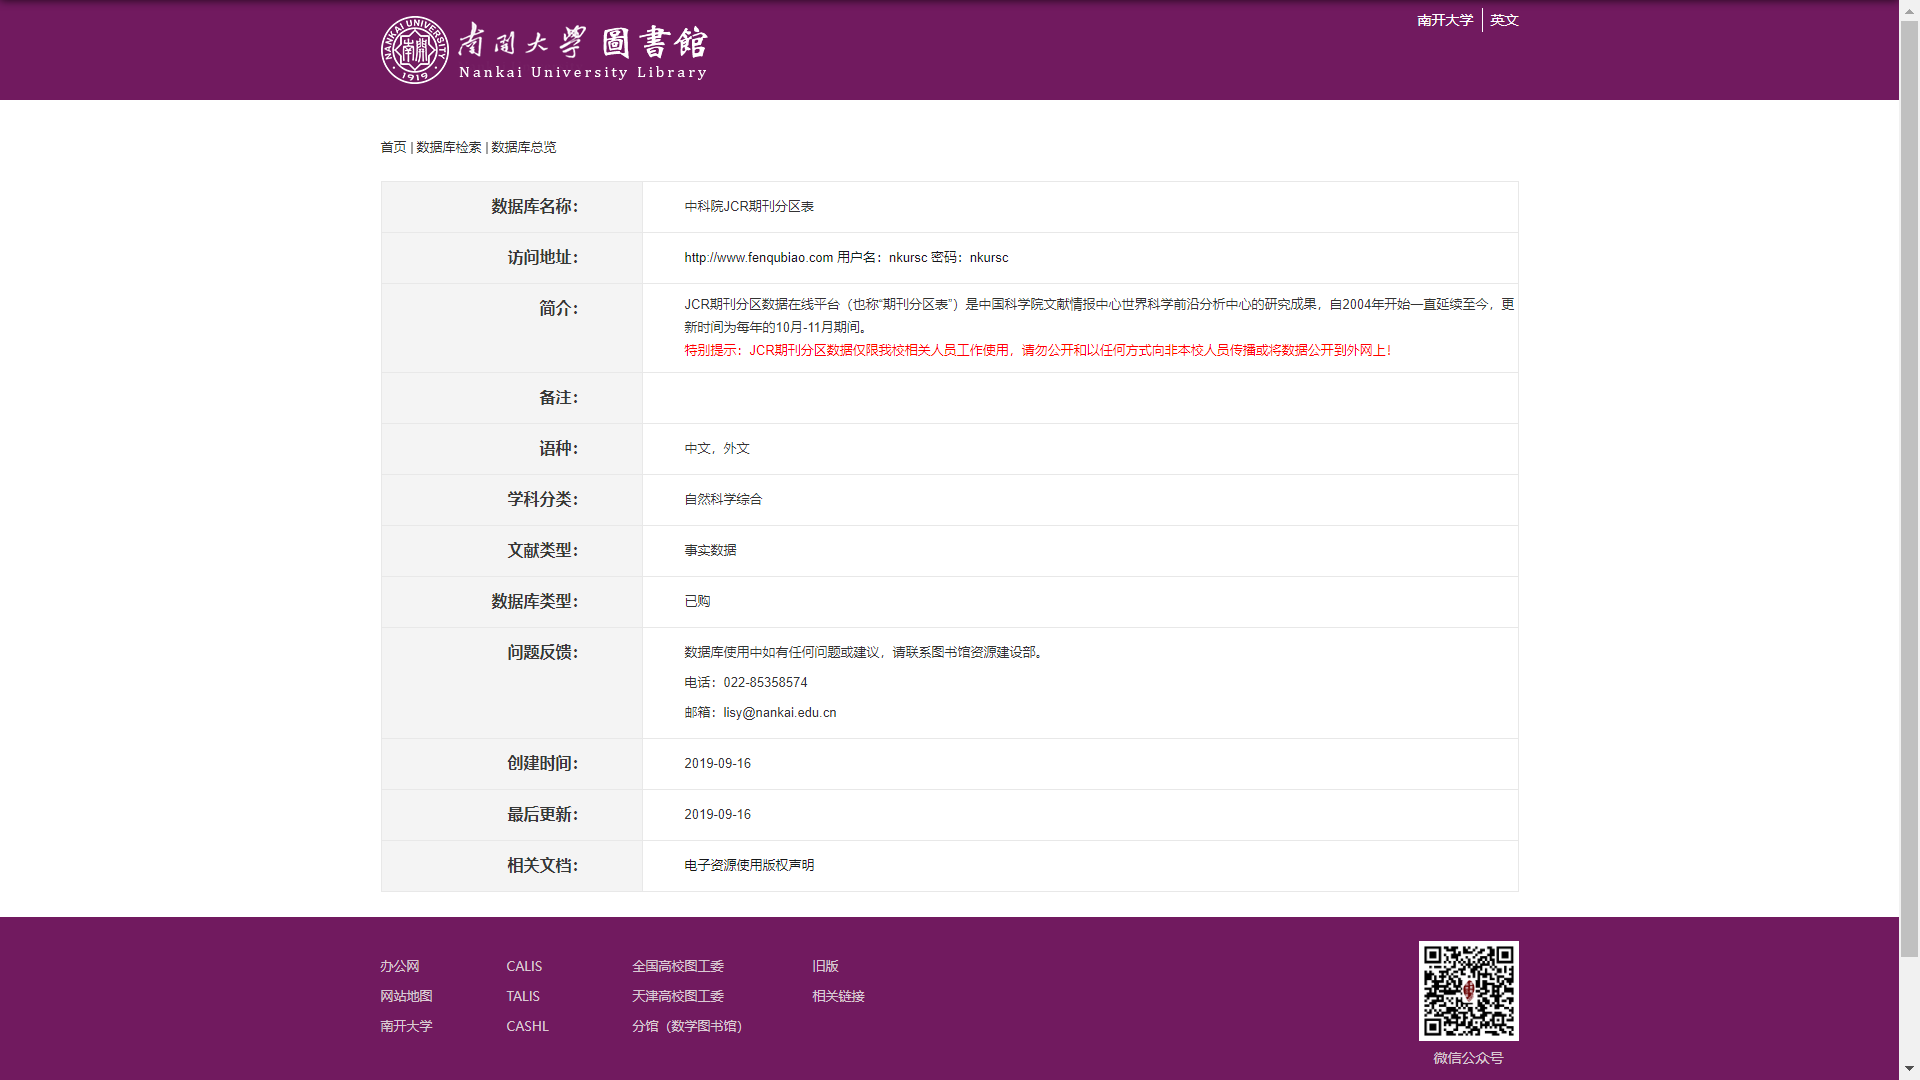 南开大学 圖書館
Nankai University Library
NANKAI UNIVERSITY
南開
1919
南开大学
英文
首页 | 数据库检索 | 数据库总览
数据库名称： 中科院JCR期刊分区表
访问地址： http://www.fenqubiao.com 用户名：nkursc 密码：nkursc
简介： JCR期刊分区数据在线平台（也称“期刊分区表”）是中国科学院文献情报中心世界科学前沿分析中心的研究成果，自2004年开始一直延续至今，更
新时间为每年的10月-11月期间。
特别提示：JCR期刊分区数据仅限我校相关人员工作使用，请勿公开和以任何方式向非本校人员传播或将数据公开到外网上！
备注：
语种： 中文，外文
学科分类： 自然科学综合
文献类型： 事实数据
数据库类型： 已购
问题反馈： 数据库使用中如有任何问题或建议，请联系图书馆资源建设部。
电话：022-85358574
邮箱：lisy@nankai.edu.cn
创建时间： 2019-09-16
最后更新： 2019-09-16
相关文档： 电子资源使用版权声明
办公网 CALIS 全国高校图工委 旧版
网站地图 TALIS 天津高校图工委 相关链接
南开大学 CASHL 分馆（数学图书馆）
微信公众号